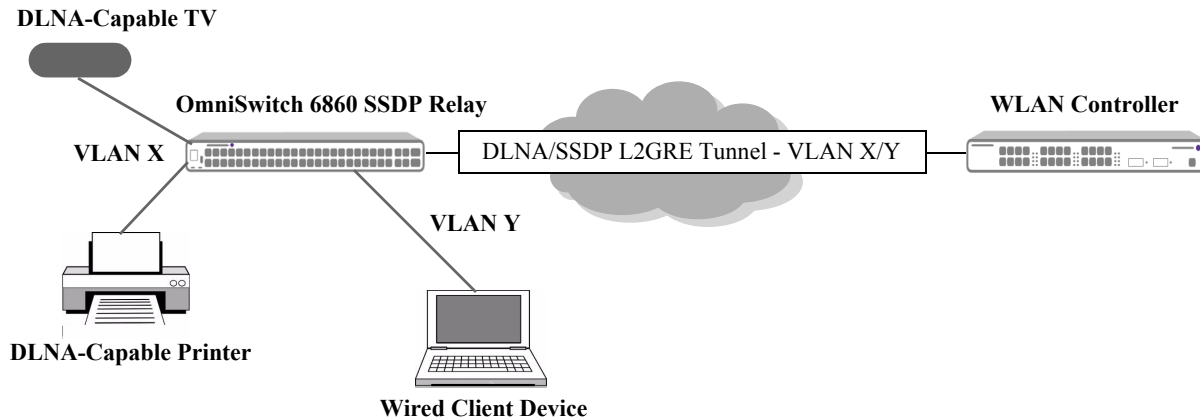 DLNA-Capable TV
OmniSwitch 6860 SSDP Relay
WLAN Controller
VLAN X
DLNA/SSDP L2GRE Tunnel - VLAN X/Y
VLAN Y
DLNA-Capable Printer
Wired Client Device